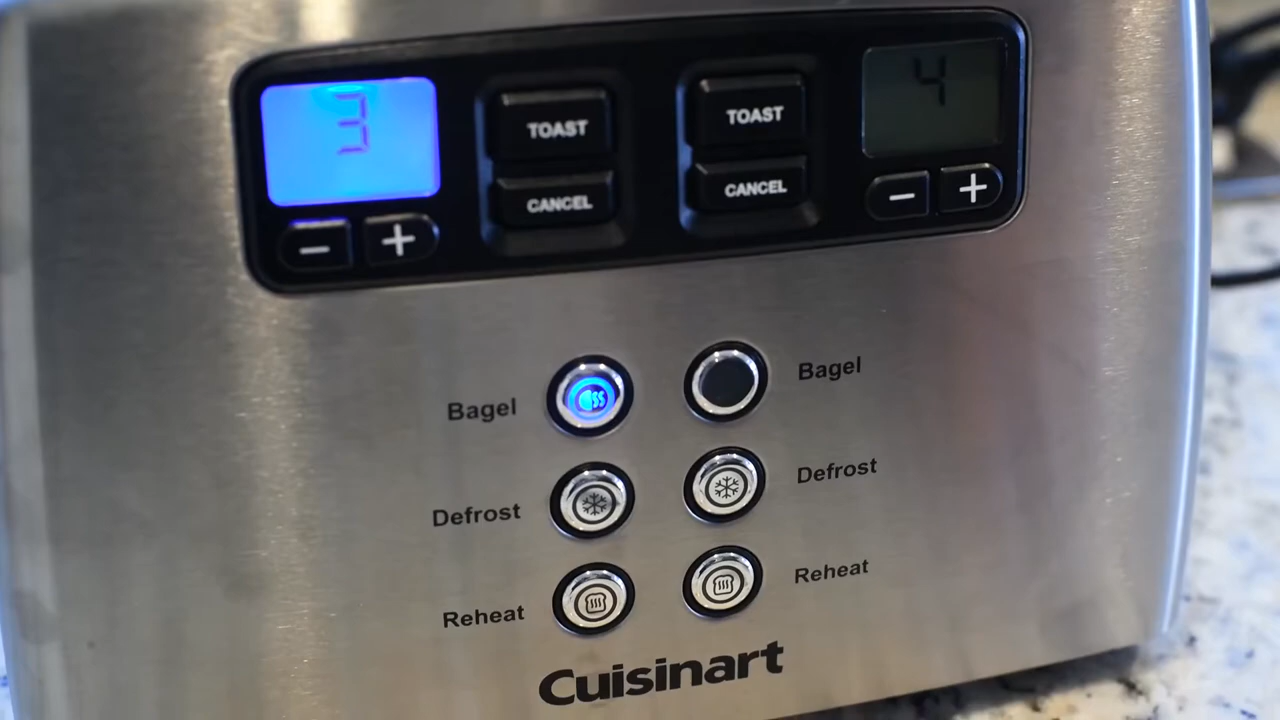 3 TOAST TOAST 4
CANCEL CANCEL
− + − +
Bagel Bagel
Defrost Defrost
Reheat Reheat
Cuisinart